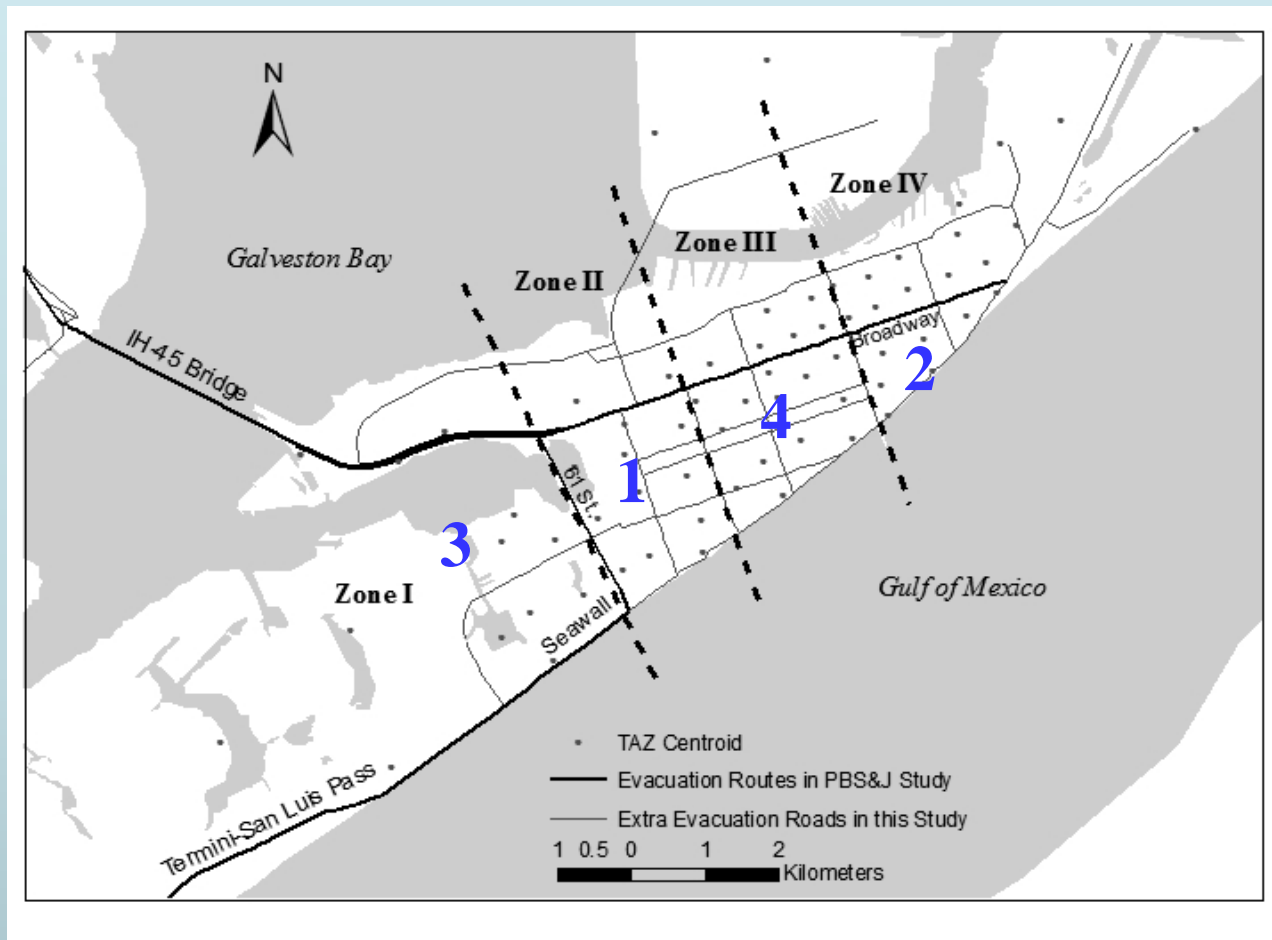 N
Zone IV
Zone III
Galveston Bay
Zone II
IH-45 Bridge
Broadway
2
4
61 St.
1
3
Zone I
Gulf of Mexico
Seawall
TAZ Centroid
Evacuation Routes in PBS&J Study
Termini-San Luis Pass
Extra Evacuation Roads in this Study
1 0.5 0 1 2
Kilometers